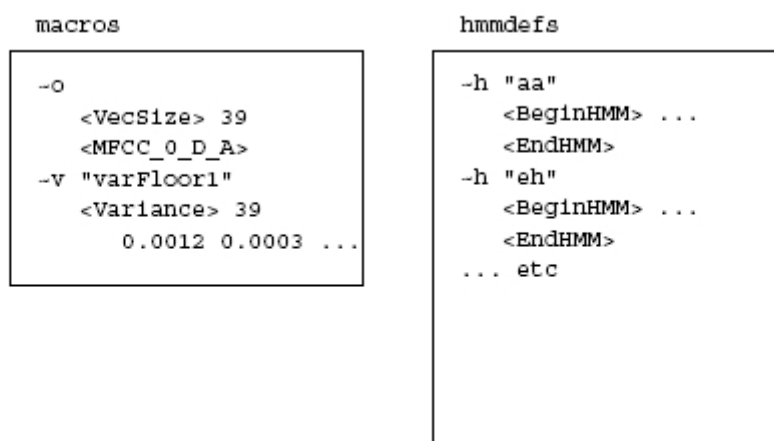 macros
~o
<VecSize> 39
<MFCC_0_D_A>
~v "varFloor1"
<Variance> 39
0.0012 0.0003 ...
hmmdefs
~h "aa"
<BeginHMM> ...
<EndHMM>
~h "eh"
<BeginHMM> ...
<EndHMM>
... etc